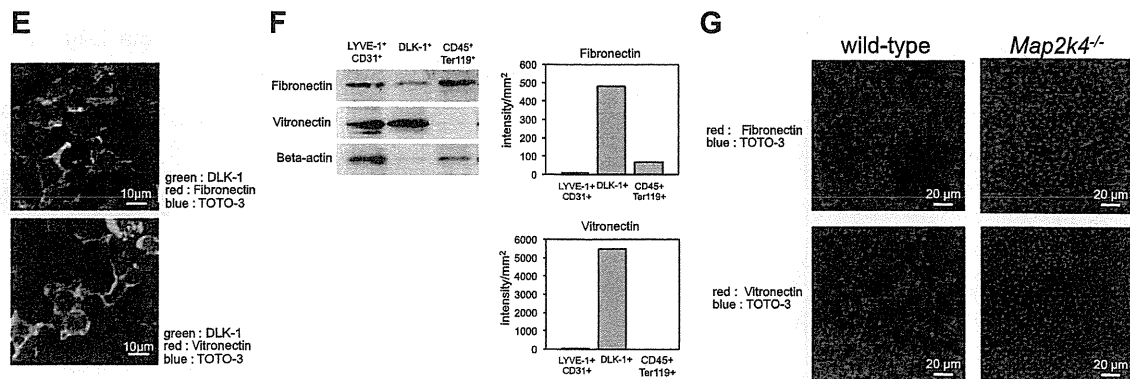 E
10μm
green : DLK-1
red : Fibronectin
blue : TOTO-3
10μm
green : DLK-1
red : Vitronectin
blue : TOTO-3
F
LYVE-1⁺ CD31⁺
DLK-1⁺
CD45⁺ Ter119⁺
Fibronectin
Vitronectin
Beta-actin
Fibronectin
intensity/mm²
600
500
400
300
200
100
0
LYVE-1+ CD31+
DLK-1+
CD45+ Ter119+
Vitronectin
intensity/mm²
6000
5000
4000
3000
2000
1000
0
LYVE-1+ CD31+
DLK-1+
CD45+ Ter119+
G
wild-type
Map2k4⁻/⁻
red : Fibronectin
blue : TOTO-3
20 μm
20 μm
red : Vitronectin
blue : TOTO-3
20 μm
20 μm